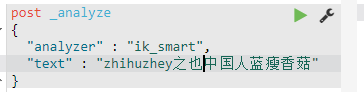 post _analyze
{
  "analyzer" : "ik_smart",
  "text" : "zhihuzhey之也中国人蓝瘦香菇"
}